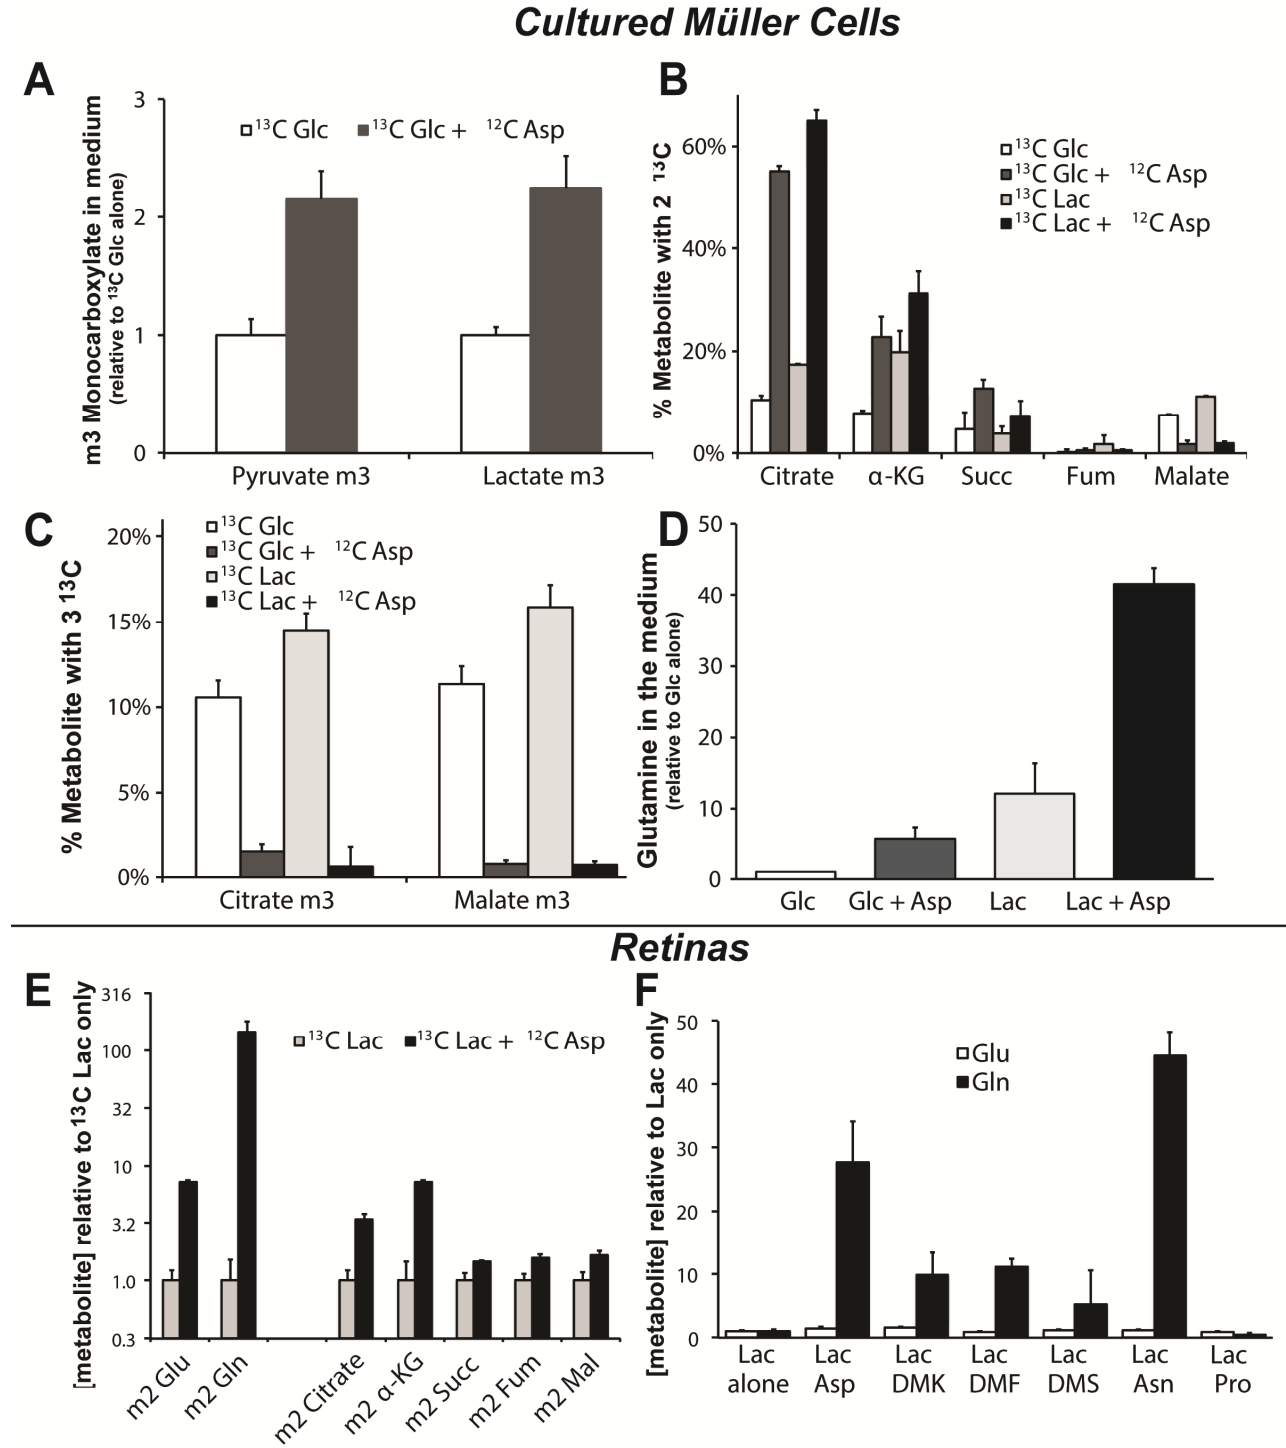 Cultured Müller Cells
A
m3 Monocarboxylate in medium
(relative to ¹³C Glc alone)
3
2
1
0
¹³C Glc
¹³C Glc + ¹²C Asp
Pyruvate m3
Lactate m3
B
% Metabolite with 2 ¹³C
60%
40%
20%
0%
¹³C Glc
¹³C Glc + ¹²C Asp
¹³C Lac
¹³C Lac + ¹²C Asp
Citrate
α-KG
Succ
Fum
Malate
C
% Metabolite with 3 ¹³C
20%
15%
10%
5%
0%
¹³C Glc
¹³C Glc + ¹²C Asp
¹³C Lac
¹³C Lac + ¹²C Asp
Citrate m3
Malate m3
D
Glutamine in the medium
(relative to Glc alone)
50
40
30
20
10
0
Glc
Glc + Asp
Lac
Lac + Asp
Retinas
E
[metabolite] relative to ¹³C Lac only
316
100
32
10
3.2
1.0
0.3
¹³C Lac
¹³C Lac + ¹²C Asp
m2 Glu
m2 Gln
m2 Citrate
m2 α-KG
m2 Succ
m2 Fum
m2 Mal
F
[metabolite] relative to Lac only
50
40
30
20
10
0
Glu
Gln
Lac
alone
Lac
Asp
Lac
DMK
Lac
DMF
Lac
DMS
Lac
Asn
Lac
Pro